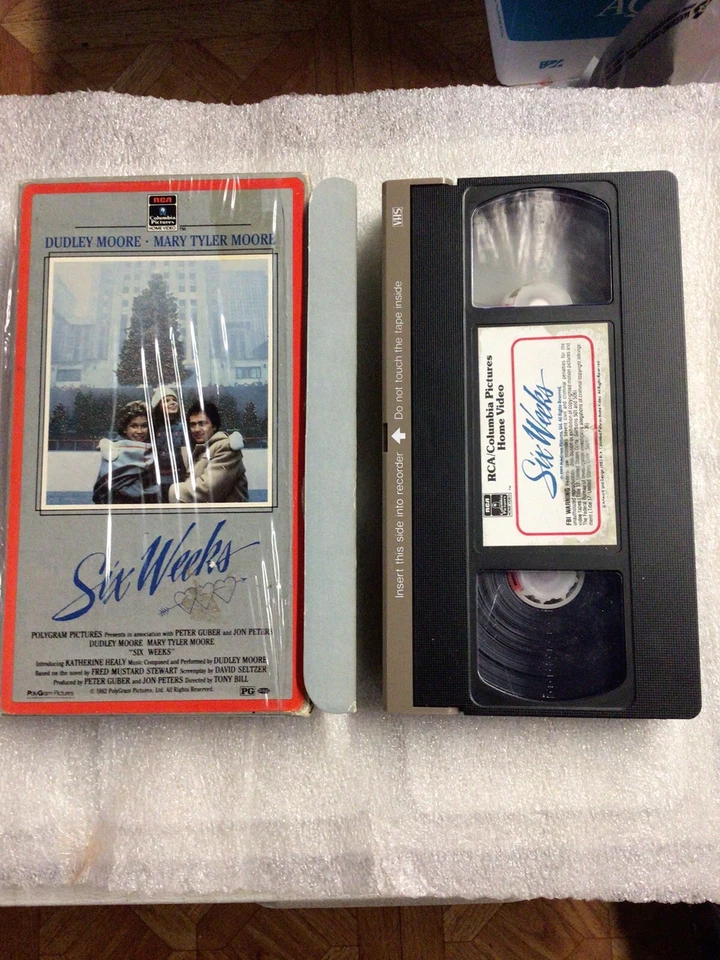 RCA
Columbia
Pictures
HOME VIDEO
TM
DUDLEY MOORE · MARY TYLER MOORE
Six Weeks
POLYGRAM PICTURES Presents in association with PETER GUBER and JON PETERS
DUDLEY MOORE MARY TYLER MOORE
"SIX WEEKS"
Introducing KATHERINE HEALY Music Composed and Performed by DUDLEY MOORE
Based on the novel by FRED MUSTARD STEWART Screenplay by DAVID SELTZER
Produced by PETER GUBER and JON PETERS Directed by TONY BILL
PolyGram Pictures
© 1982 PolyGram Pictures, Ltd. All Rights Reserved.
PG
VHS
Insert this side into recorder Do not touch the tape inside
RCA/Columbia Pictures
Home Video
RCA
Six Weeks
FBI WARNING